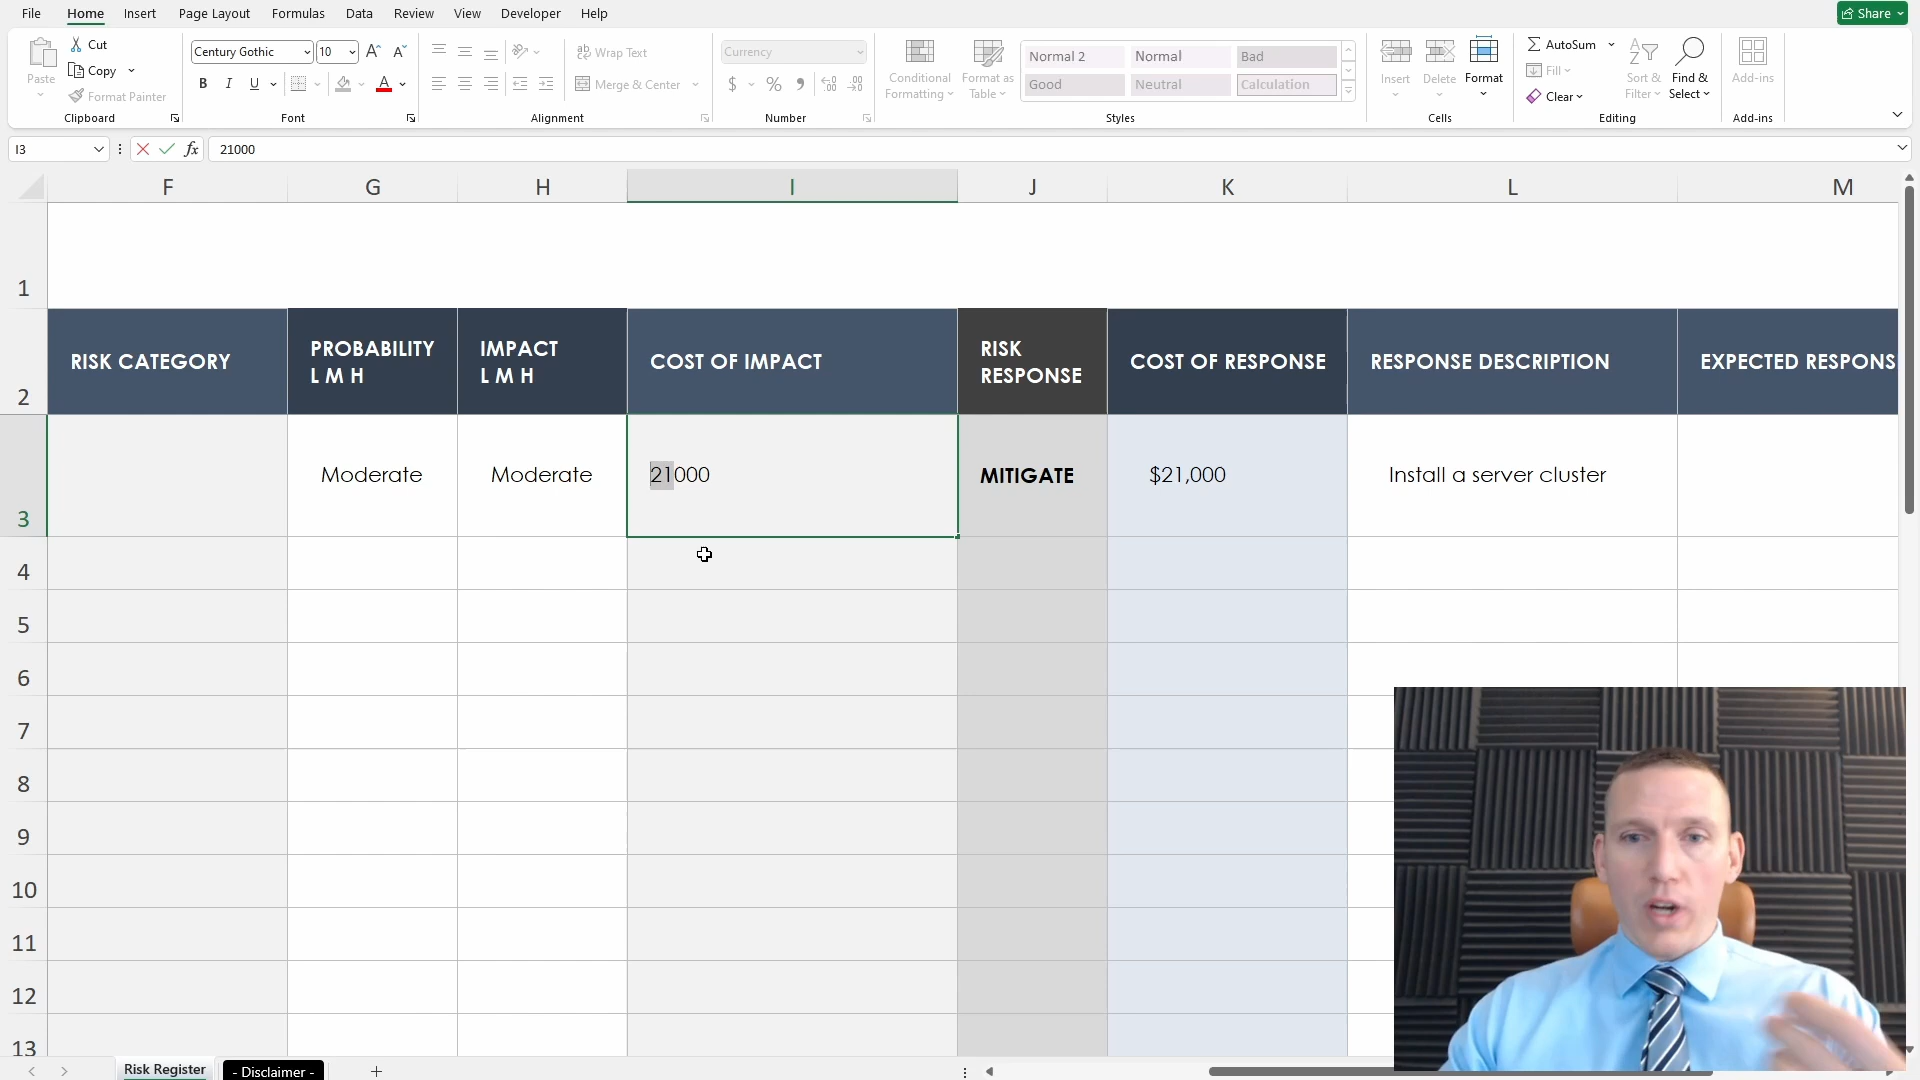 File Home Insert Page Layout Formulas Data Review View Developer Help Share
Paste
Cut
Copy
Format Painter
Clipboard
Century Gothic 10 A A
B I U A
Font
ab Wrap Text
Merge & Center
Alignment
Currency
$ %
Number
Conditional
Formatting
Format as
Table
Normal 2 Normal Bad
Good Neutral Calculation
Styles
Insert Delete Format
Cells
AutoSum
Fill
Clear
Sort &
Filter
Find &
Select
Editing
Add-ins
Add-ins
I3 fx 21000
F G H I J K L M
1
2
RISK CATEGORY
PROBABILITY
L M H
IMPACT
L M H
COST OF IMPACT
RISK
RESPONSE
COST OF RESPONSE
RESPONSE DESCRIPTION
EXPECTED RESPONS
3 Moderate Moderate 21000 MITIGATE $21,000 Install a server cluster
4
5
6
7
8
9
10
11
12
13
Risk Register - Disclaimer -